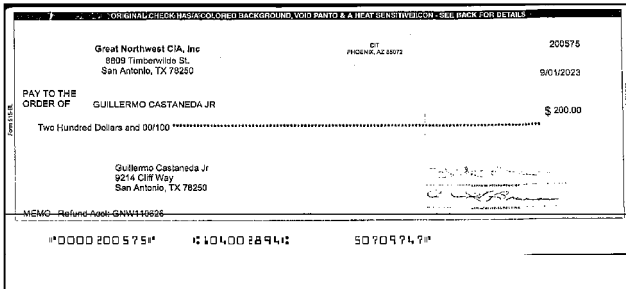 ORIGINAL CHECK HAS A COLORED BACKGROUND, VOID PANTO & A HEAT SENSITIVE ICON - SEE BACK FOR DETAILS
Great Northwest CIA, Inc
8809 Timberwilde St.
San Antonio, TX 78250
CIT
PHOENIX, AZ 85072
200575
9/01/2023
PAY TO THE
ORDER OF GUILLERMO CASTANEDA JR
$ 200.00
Two Hundred Dollars and 00/100
Guillermo Castaneda Jr
9214 Cliff Way
San Antonio, TX 78250
MEMO Refund Acct: GNW110626
⑈0000200575⑈ ⑆104002894⑆ 50709747⑈